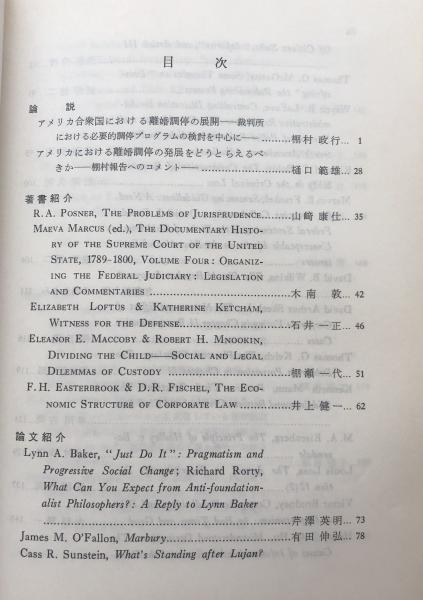 目次
論説
アメリカ合衆国における離婚調停の展開——裁判所
における必要的調停プログラムの検討を中心に——…棚村 政行… 1
アメリカにおける離婚調停の発展をどうとらえるべ
きか——棚村報告へのコメント——……樋口 範雄… 28
著書紹介
R.A. POSNER, THE PROBLEMS OF JURISPRUDENCE……山﨑 康仕… 35
MAEVA MARCUS (ed.), THE DOCUMENTARY HISTO-
RY OF THE SUPREME COURT OF THE UNITED
STATE, 1789-1800, VOLUME FOUR: ORGANIZ-
ING THE FEDERAL JUDICIARY: LEGISLATION
AND COMMENTARIES……木南 敦… 42
ELIZABETH LOFTUS & KATHERINE KETCHAM,
WITNESS FOR THE DEFENSE……石井 一正… 46
ELEANOR E. MACCOBY & ROBERT H. MNOOKIN,
DIVIDING THE CHILD——SOCIAL AND LEGAL
DILEMMAS OF CUSTODY……棚瀬 一代… 51
F.H. EASTERBROOK & D.R. FISCHEL, THE ECO-
NOMIC STRUCTURE OF CORPORATE LAW……井上 健一… 62
論文紹介
Lynn A. Baker, "Just Do It": Pragmatism and
Progressive Social Change; Richard Rorty,
What Can You Expect from Anti-foundation-
alist Philosophers?: A Reply to Lynn Baker
……芹澤 英明… 73
James M. O'Fallon, Marbury……有田 伸弘… 78
Cass R. Sunstein, What's Standing after Lujan?